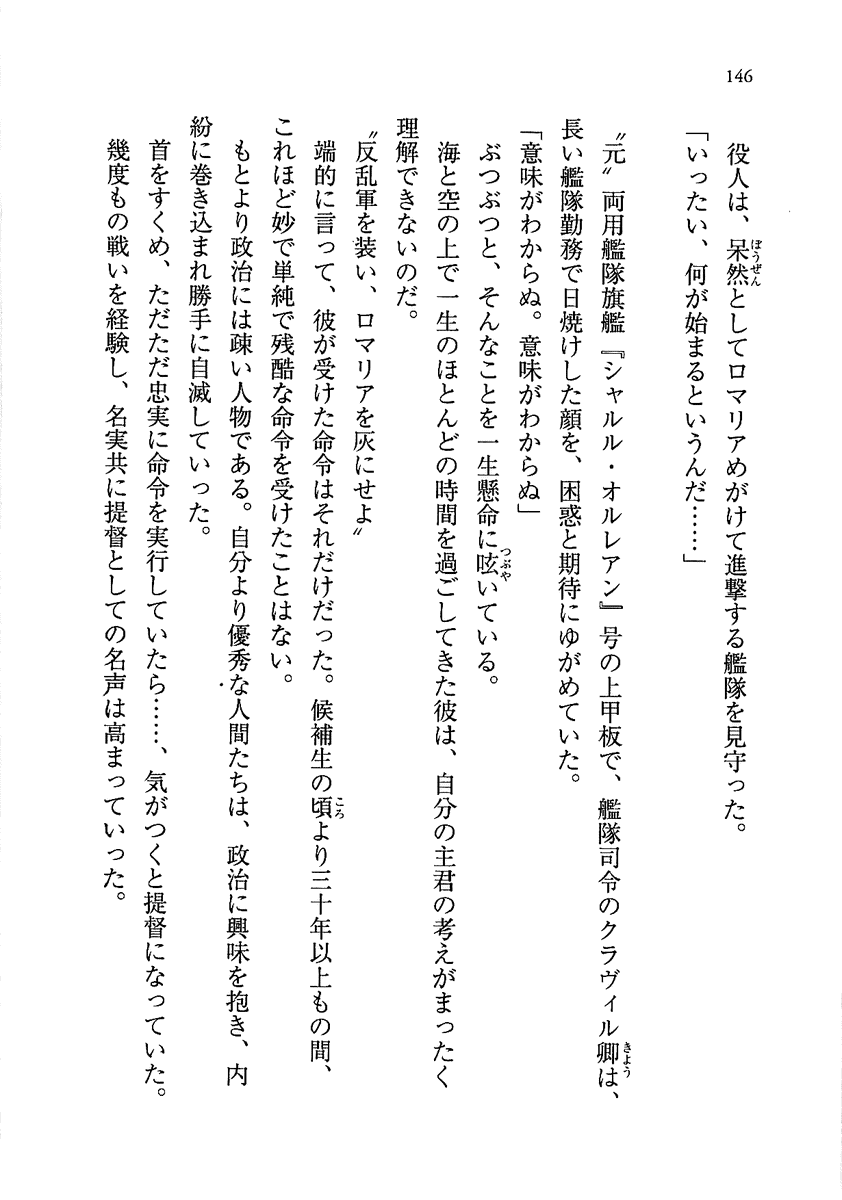 146
役人は、呆然としてロマリアめがけて進撃する艦隊を見守った。
「いったい、何が始まるというんだ……」
〝元〟両用艦隊旗艦『シャルル・オルレアン』号の上甲板で、艦隊司令のクラヴィル卿は、
長い艦隊勤務で日焼けした顔を、困惑と期待にゆがめていた。
「意味がわからぬ。意味がわからぬ」
ぶつぶつと、そんなことを一生懸命に呟いている。
海と空の上で一生のほとんどの時間を過ごしてきた彼は、自分の主君の考えがまったく
理解できないのだ。
〝反乱軍を装い、ロマリアを灰にせよ〟
端的に言って、彼が受けた命令はそれだけだった。候補生の頃より三十年以上もの間、
これほど妙で単純で残酷な命令を受けたことはない。
もとより政治には疎い人物である。自分より優秀な人間たちは、政治に興味を抱き、内
紛に巻き込まれ勝手に自滅していった。
首をすくめ、ただただ忠実に命令を実行していたら……、気がつくと提督になっていた。
幾度もの戦いを経験し、名実共に提督としての名声は高まっていった。